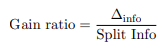 Gain ratio = Δinfo / Split Info